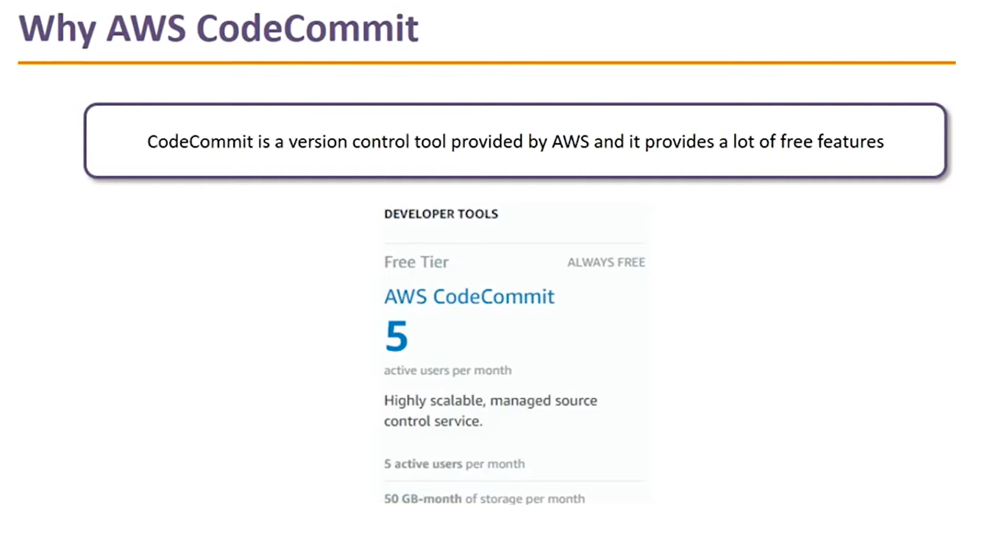 Why AWS CodeCommit
CodeCommit is a version control tool provided by AWS and it provides a lot of free features
DEVELOPER TOOLS
Free Tier
ALWAYS FREE
AWS CodeCommit
5
active users per month
Highly scalable, managed source
control service.
5 active users per month
50 GB-month of storage per month